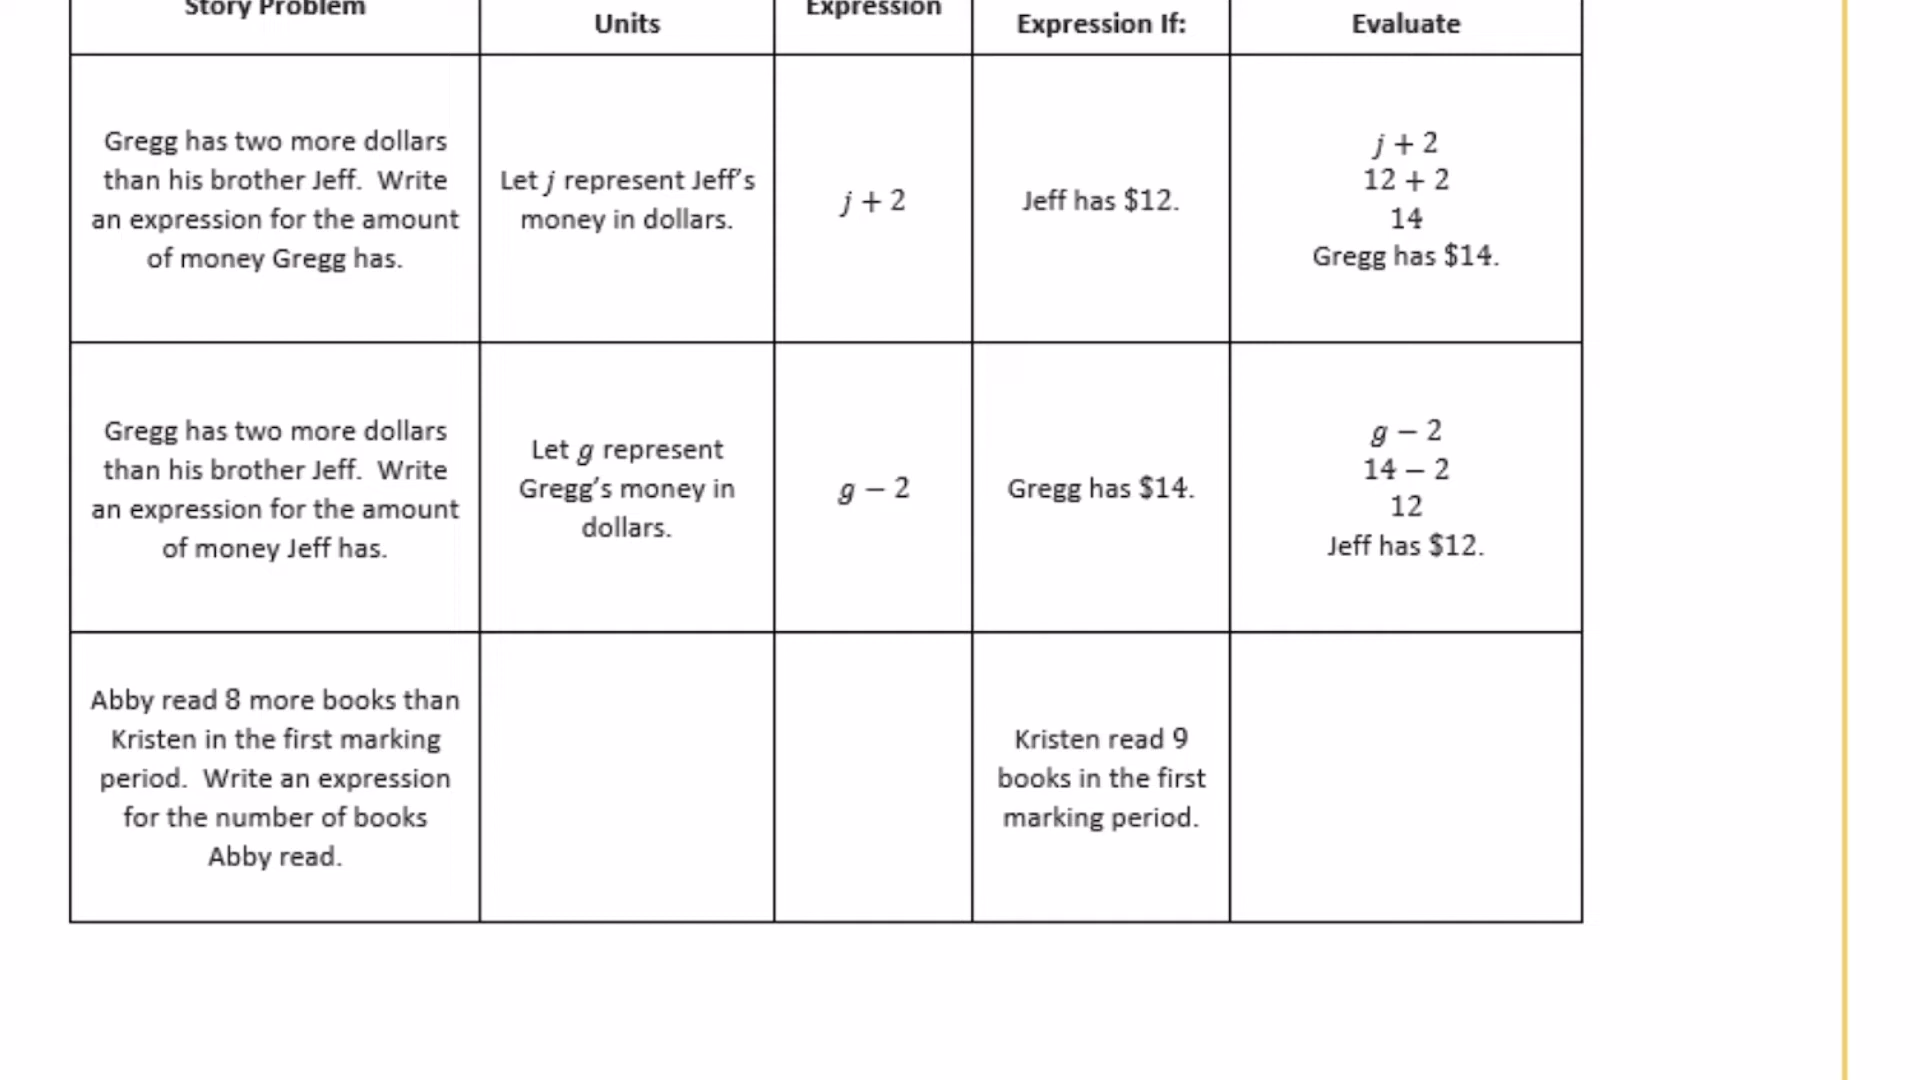 Story Problem
Units
Expression
Expression If:
Evaluate
Gregg has two more dollars
than his brother Jeff. Write
an expression for the amount
of money Gregg has.
Let j represent Jeff's
money in dollars.
j + 2
Jeff has $12.
j + 2
12 + 2
14
Gregg has $14.
Gregg has two more dollars
than his brother Jeff. Write
an expression for the amount
of money Jeff has.
Let g represent
Gregg's money in
dollars.
g − 2
Gregg has $14.
g − 2
14 − 2
12
Jeff has $12.
Abby read 8 more books than
Kristen in the first marking
period. Write an expression
for the number of books
Abby read.
Kristen read 9
books in the first
marking period.